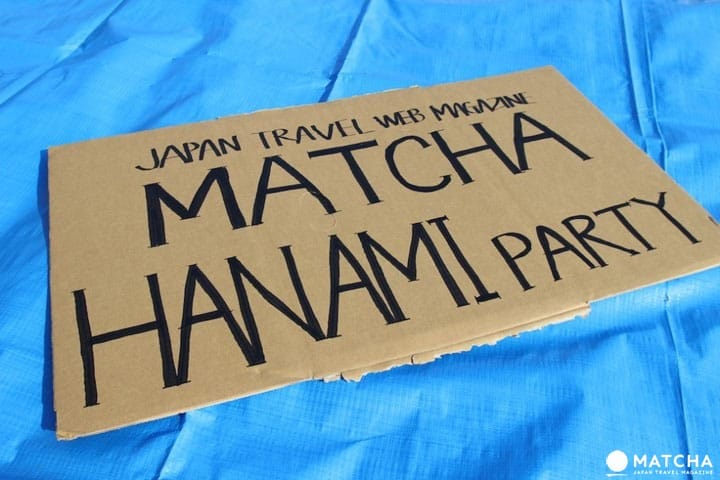 JAPAN TRAVEL WEB MAGAZINE
MATCHA
HANAMI PARTY
MATCHA
JAPAN TRAVEL MAGAZINE